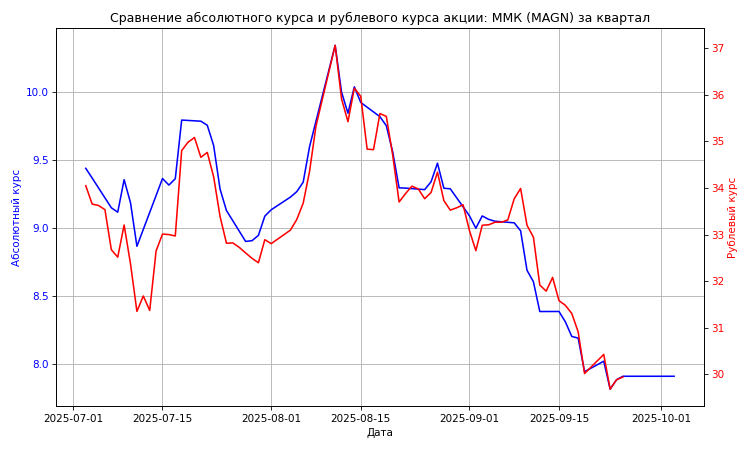 Сравнение абсолютного курса и рублевого курса акции: ММК (MAGN) за квартал
Абсолютный курс
10.0
9.5
9.0
8.5
8.0
37
36
35
34
33
32
31
30
Рублевый курс
2025-07-01 2025-07-15 2025-08-01 2025-08-15 2025-09-01 2025-09-15 2025-10-01
Дата